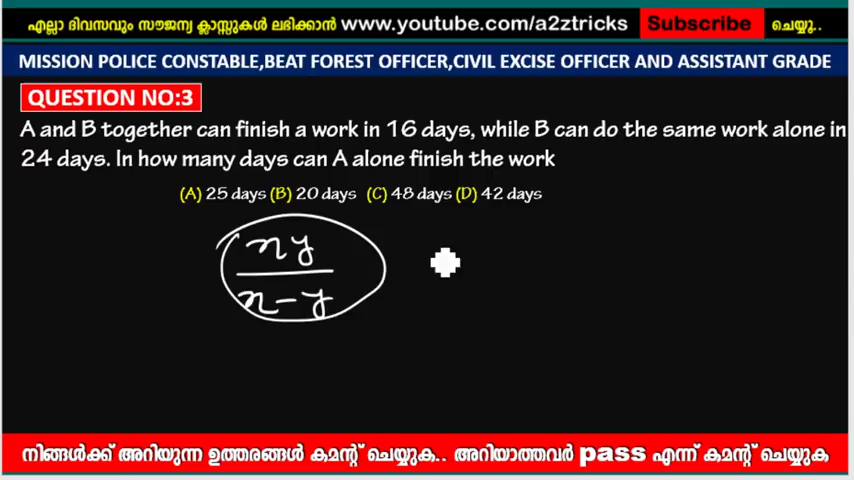 എല്ലാ ദിവസവും സൗജന്യ ക്ലാസ്സുകൾ ലഭിക്കാൻ www.youtube.com/a2ztricks Subscribe ചെയ്യൂ..
MISSION POLICE CONSTABLE,BEAT FOREST OFFICER,CIVIL EXCISE OFFICER AND ASSISTANT GRADE
QUESTION NO:3
A and B together can finish a work in 16 days, while B can do the same work alone in
24 days. In how many days can A alone finish the work
(A) 25 days (B) 20 days (C) 48 days (D) 42 days
xy
x-y
നിങ്ങൾക്ക് അറിയുന്ന ഉത്തരങ്ങൾ കമന്റ് ചെയ്യുക.. അറിയാത്തവർ pass എന്ന് കമന്റ് ചെയ്യുക